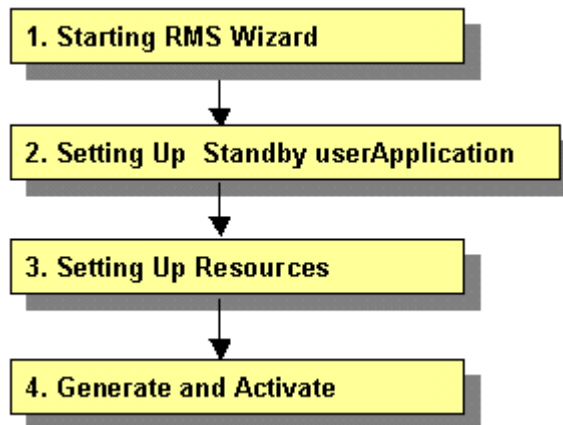 1. Starting RMS Wizard
2. Setting Up Standby userApplication
3. Setting Up Resources
4. Generate and Activate